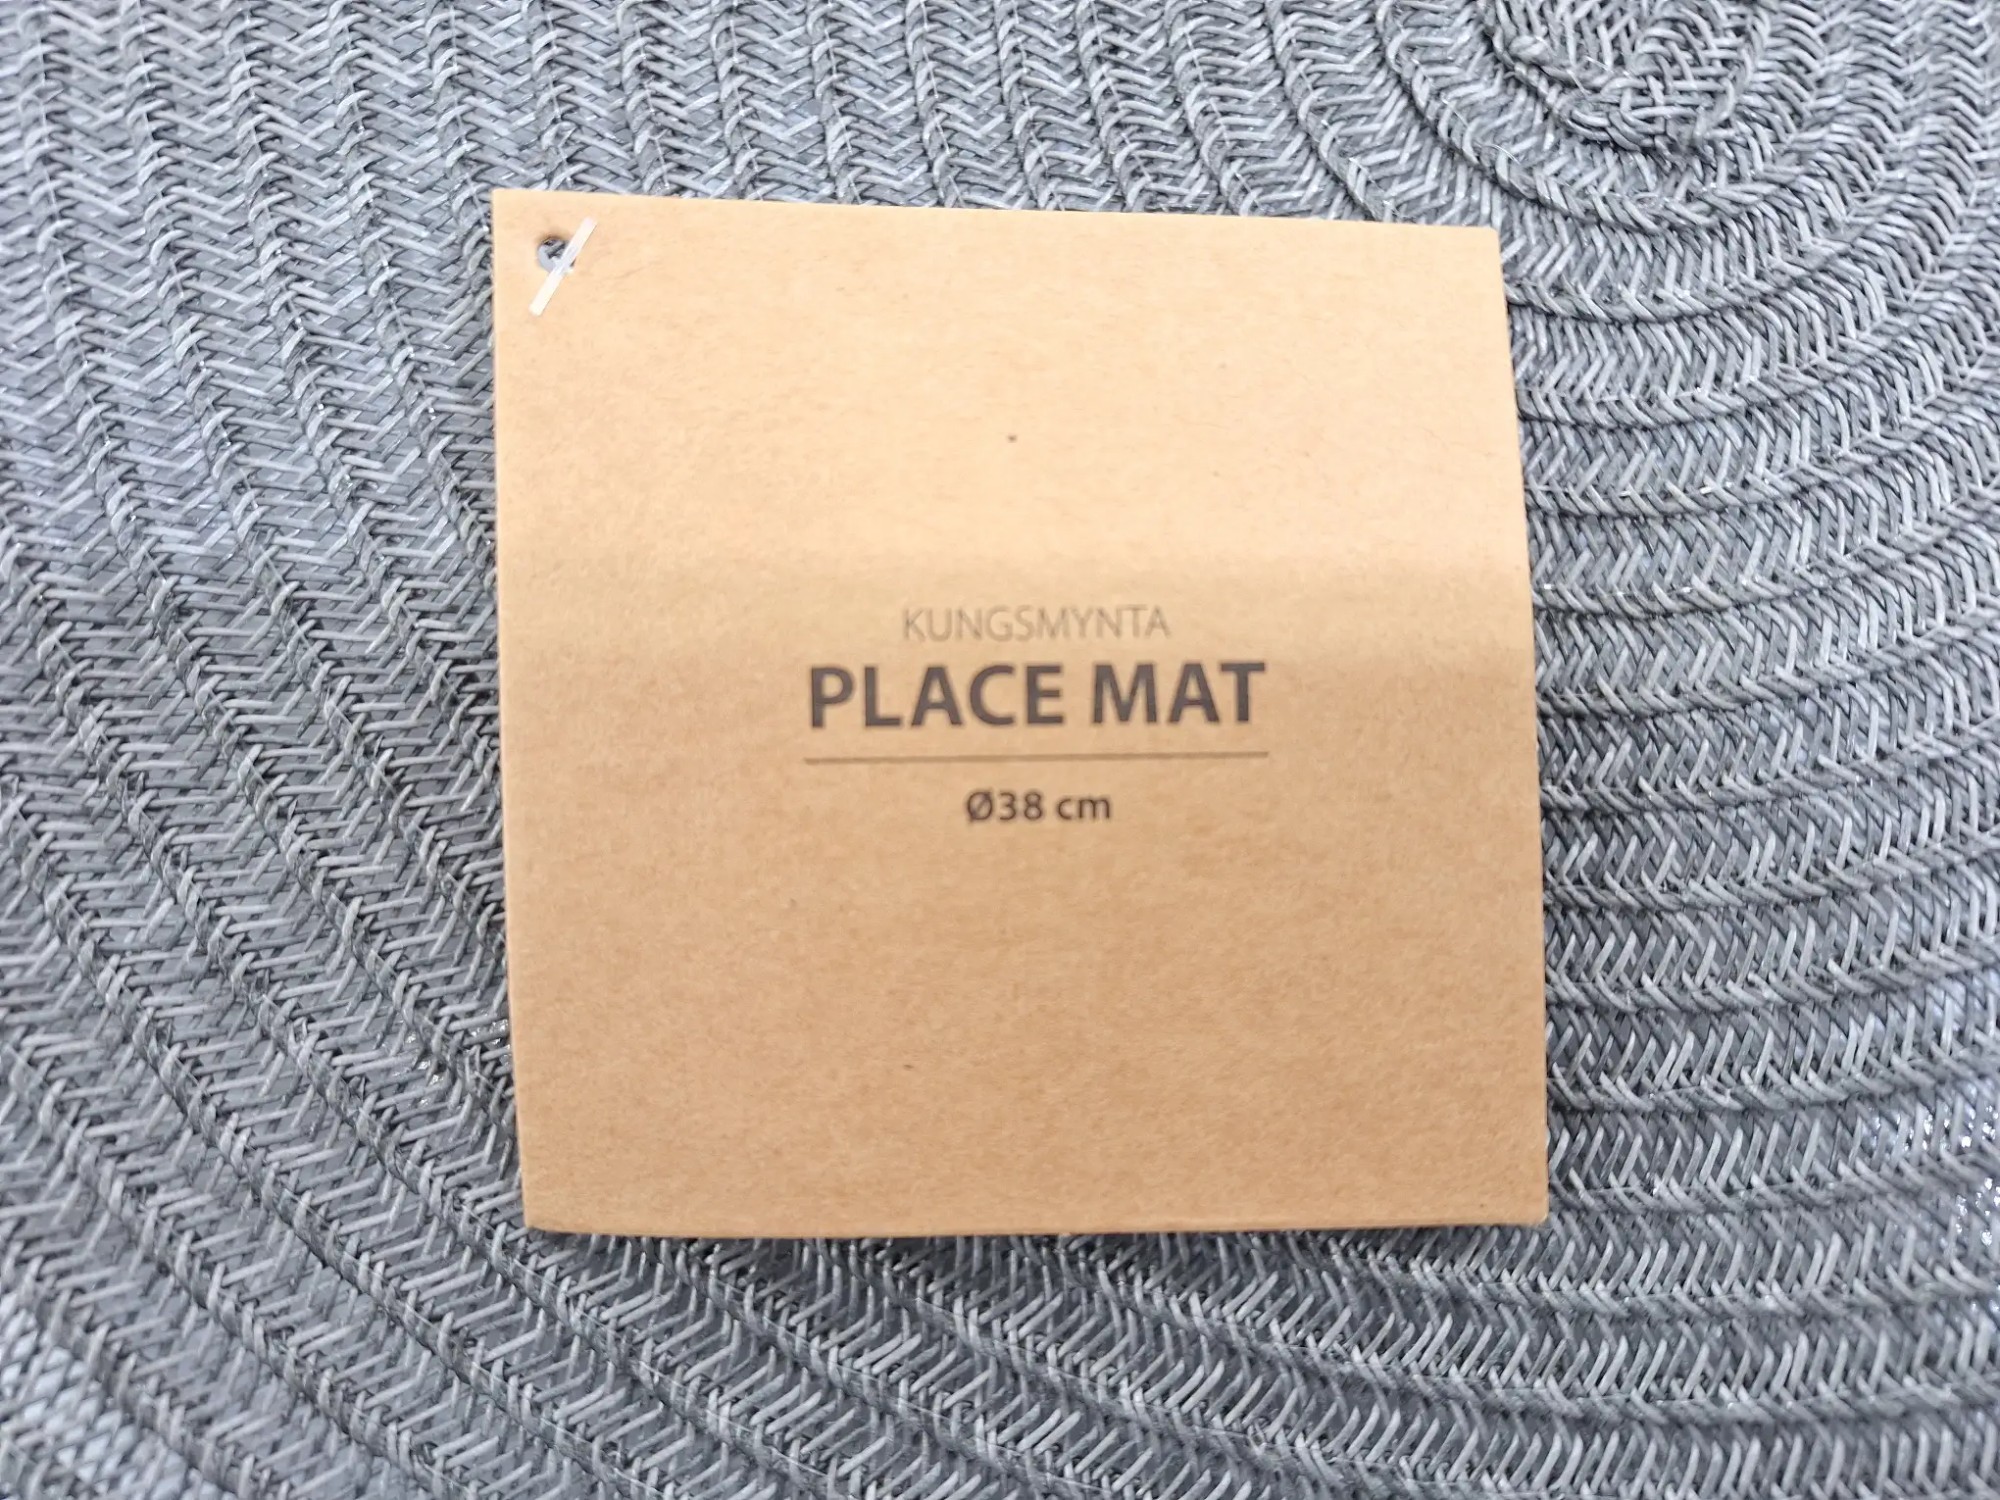 KUNGSMYNTA
PLACE MAT
Ø38 cm